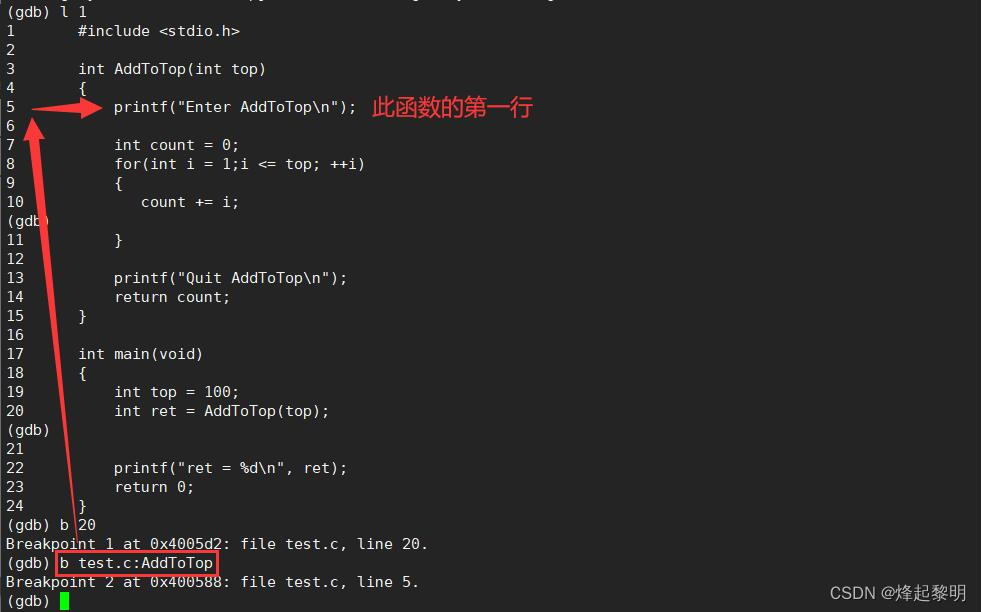 (gdb) l 1
1 #include <stdio.h>
2
3 int AddToTop(int top)
4 {
5 printf("Enter AddToTop\n"); 此函数的第一行
6
7 int count = 0;
8 for(int i = 1;i <= top; ++i)
9 {
10 count += i;
(gdb)
11 }
12
13 printf("Quit AddToTop\n");
14 return count;
15 }
16
17 int main(void)
18 {
19 int top = 100;
20 int ret = AddToTop(top);
(gdb)
21
22 printf("ret = %d\n", ret);
23 return 0;
24 }
(gdb) b 20
Breakpoint 1 at 0x4005d2: file test.c, line 20.
(gdb) b test.c:AddToTop
Breakpoint 2 at 0x400588: file test.c, line 5.
(gdb)
CSDN @烽起黎明